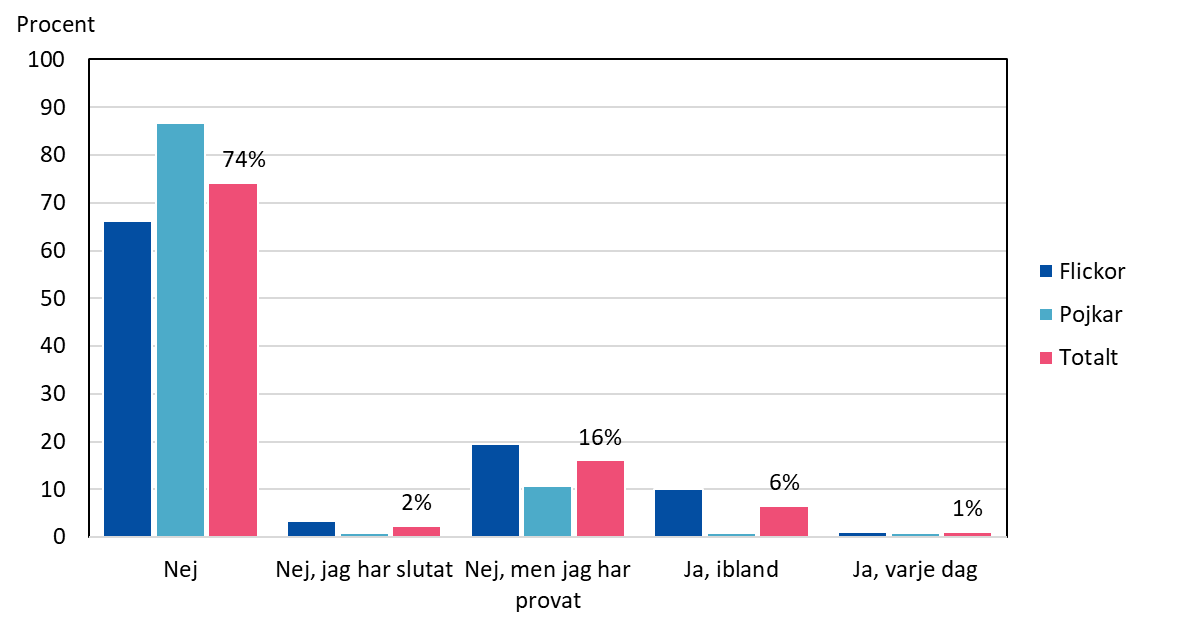 Procent
100
90
80
70
60
50
40
30
20
10
0
74%
2%
16%
6%
1%
Nej
Nej, jag har slutat
Nej, men jag har
provat
Ja, ibland
Ja, varje dag
Flickor
Pojkar
Totalt